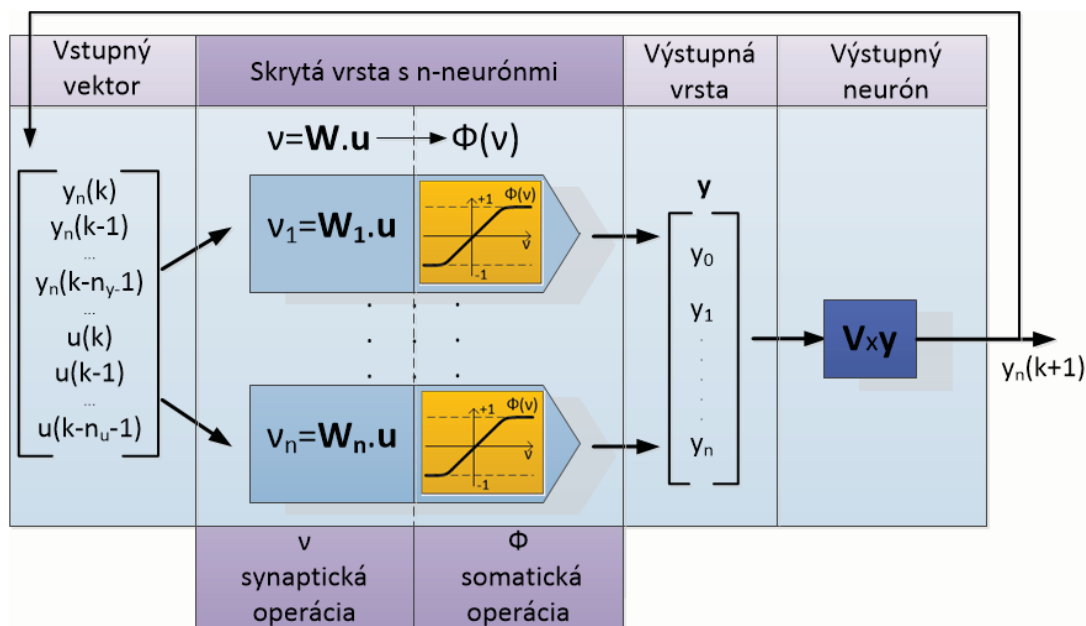 Vstupný
vektor
Skrytá vrsta s n-neurónmi
Výstupná
vrsta
Výstupný
neurón
ν=W.u
Φ(ν)
yₙ(k)
yₙ(k-1)
...
yₙ(k-n_y-1)
...
u(k)
u(k-1)
...
u(k-nᵤ-1)
ν₁=W₁.u
+1
Φ(ν)
ν
-1
νₙ=Wₙ.u
+1
Φ(ν)
ν
-1
y
y₀
y₁
yₙ
Vxy
yₙ(k+1)
ν
synaptická
operácia
Φ
somatická
operácia